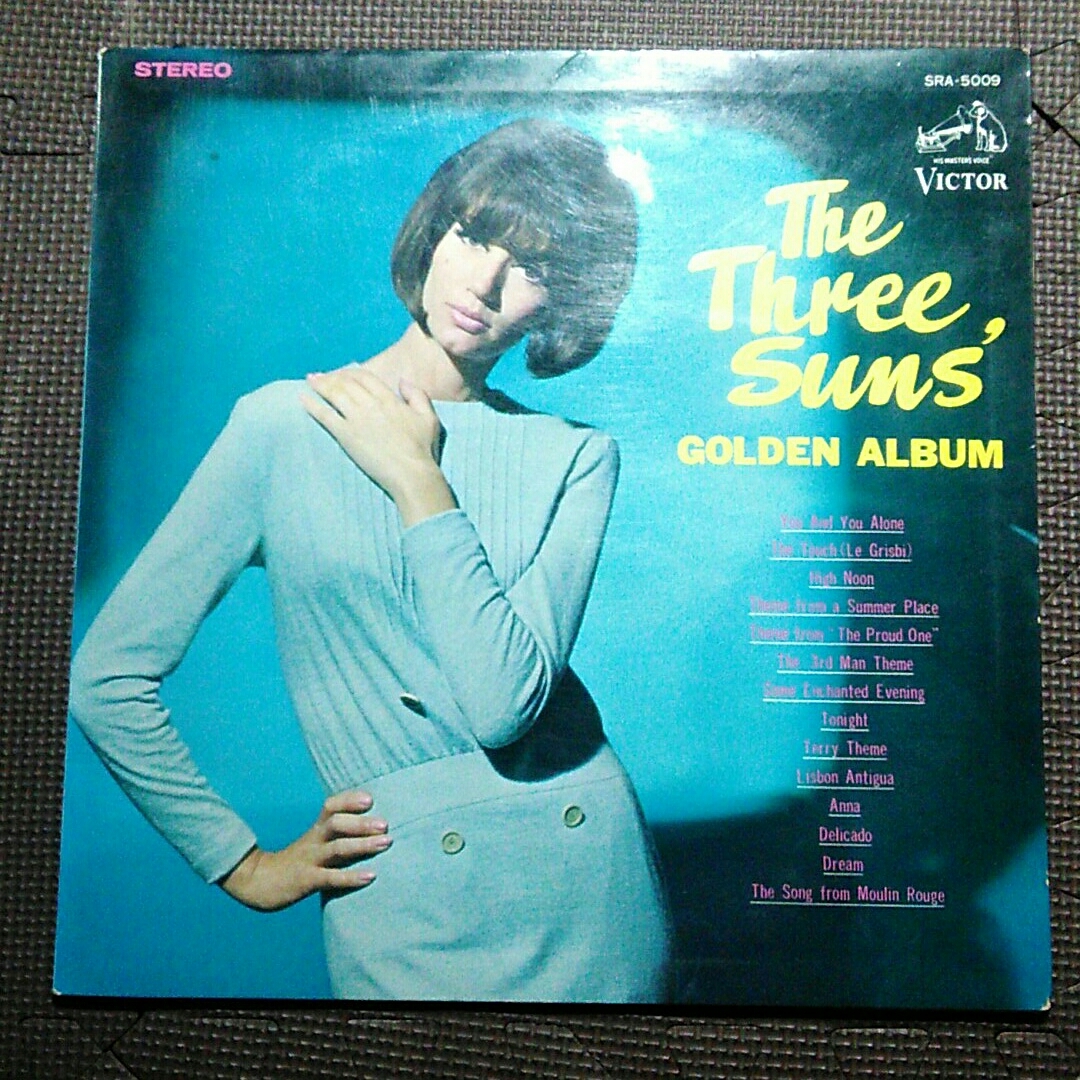 STEREO
SRA-5009
HIS MASTER'S VOICE
VICTOR
The
Three
Suns'
GOLDEN ALBUM
You And You Alone
The Touch (Le Grisbi)
High Noon
Theme from a Summer Place
Theme from "The Proud One"
The 3rd Man Theme
Some Enchanted Evening
Tonight
Terry Theme
Lisbon Antigua
Anna
Delicado
Dream
The Song from Moulin Rouge